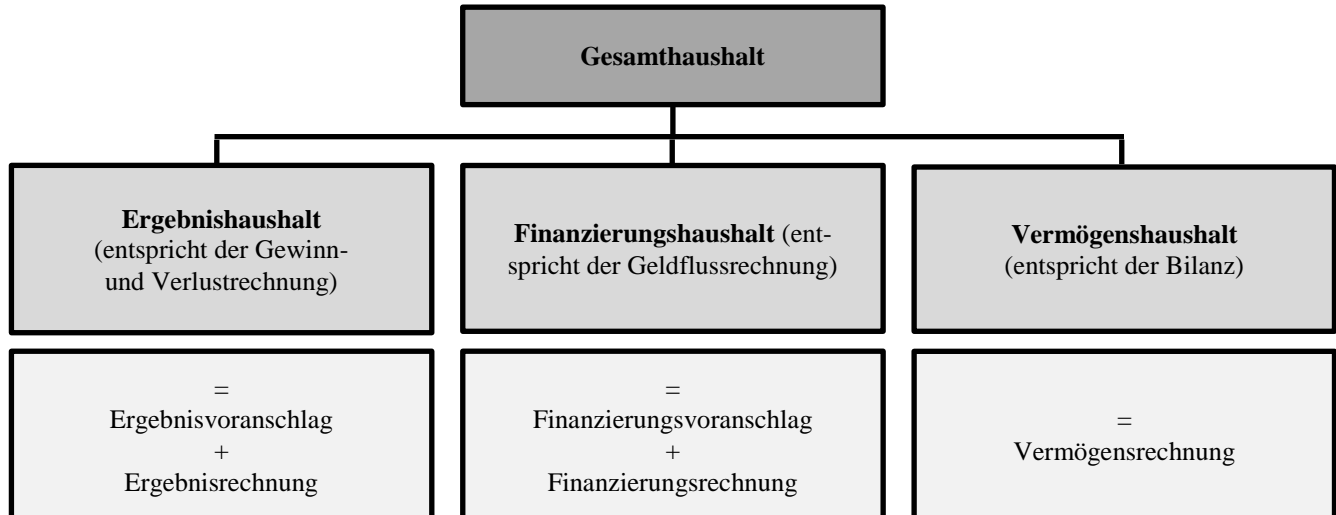 Gesamthaushalt
Ergebnishaushalt
(entspricht der Gewinn-
und Verlustrechnung)
Finanzierungshaushalt (ent-
spricht der Geldflussrechnung)
Vermögenshaushalt
(entspricht der Bilanz)
=
Ergebnisvoranschlag
+
Ergebnisrechnung
=
Finanzierungsvoranschlag
+
Finanzierungsrechnung
=
Vermögensrechnung